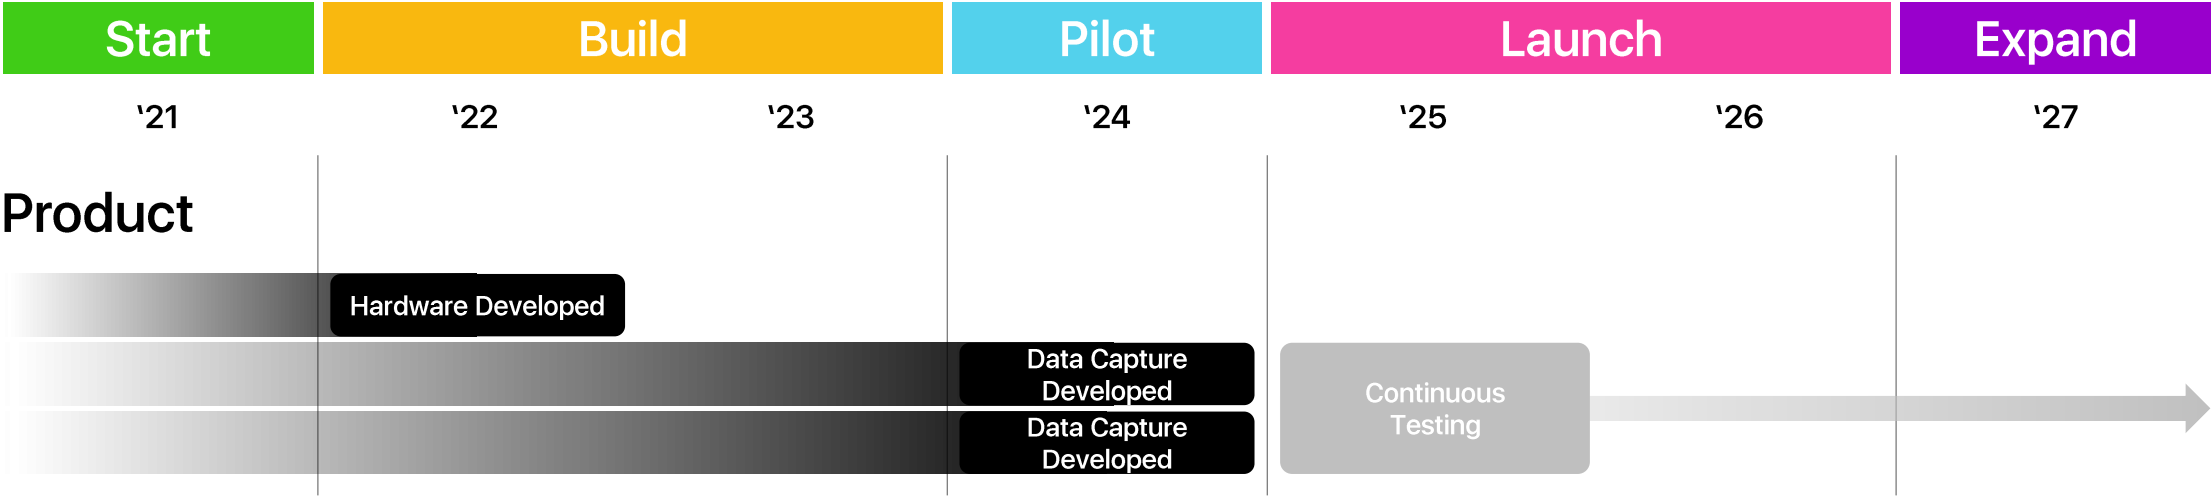 Start Build Pilot Launch Expand
‘21 ‘22 ‘23 ‘24 ‘25 ‘26 ‘27
Product
Hardware Developed
Data Capture
Developed
Data Capture
Developed
Continuous
Testing